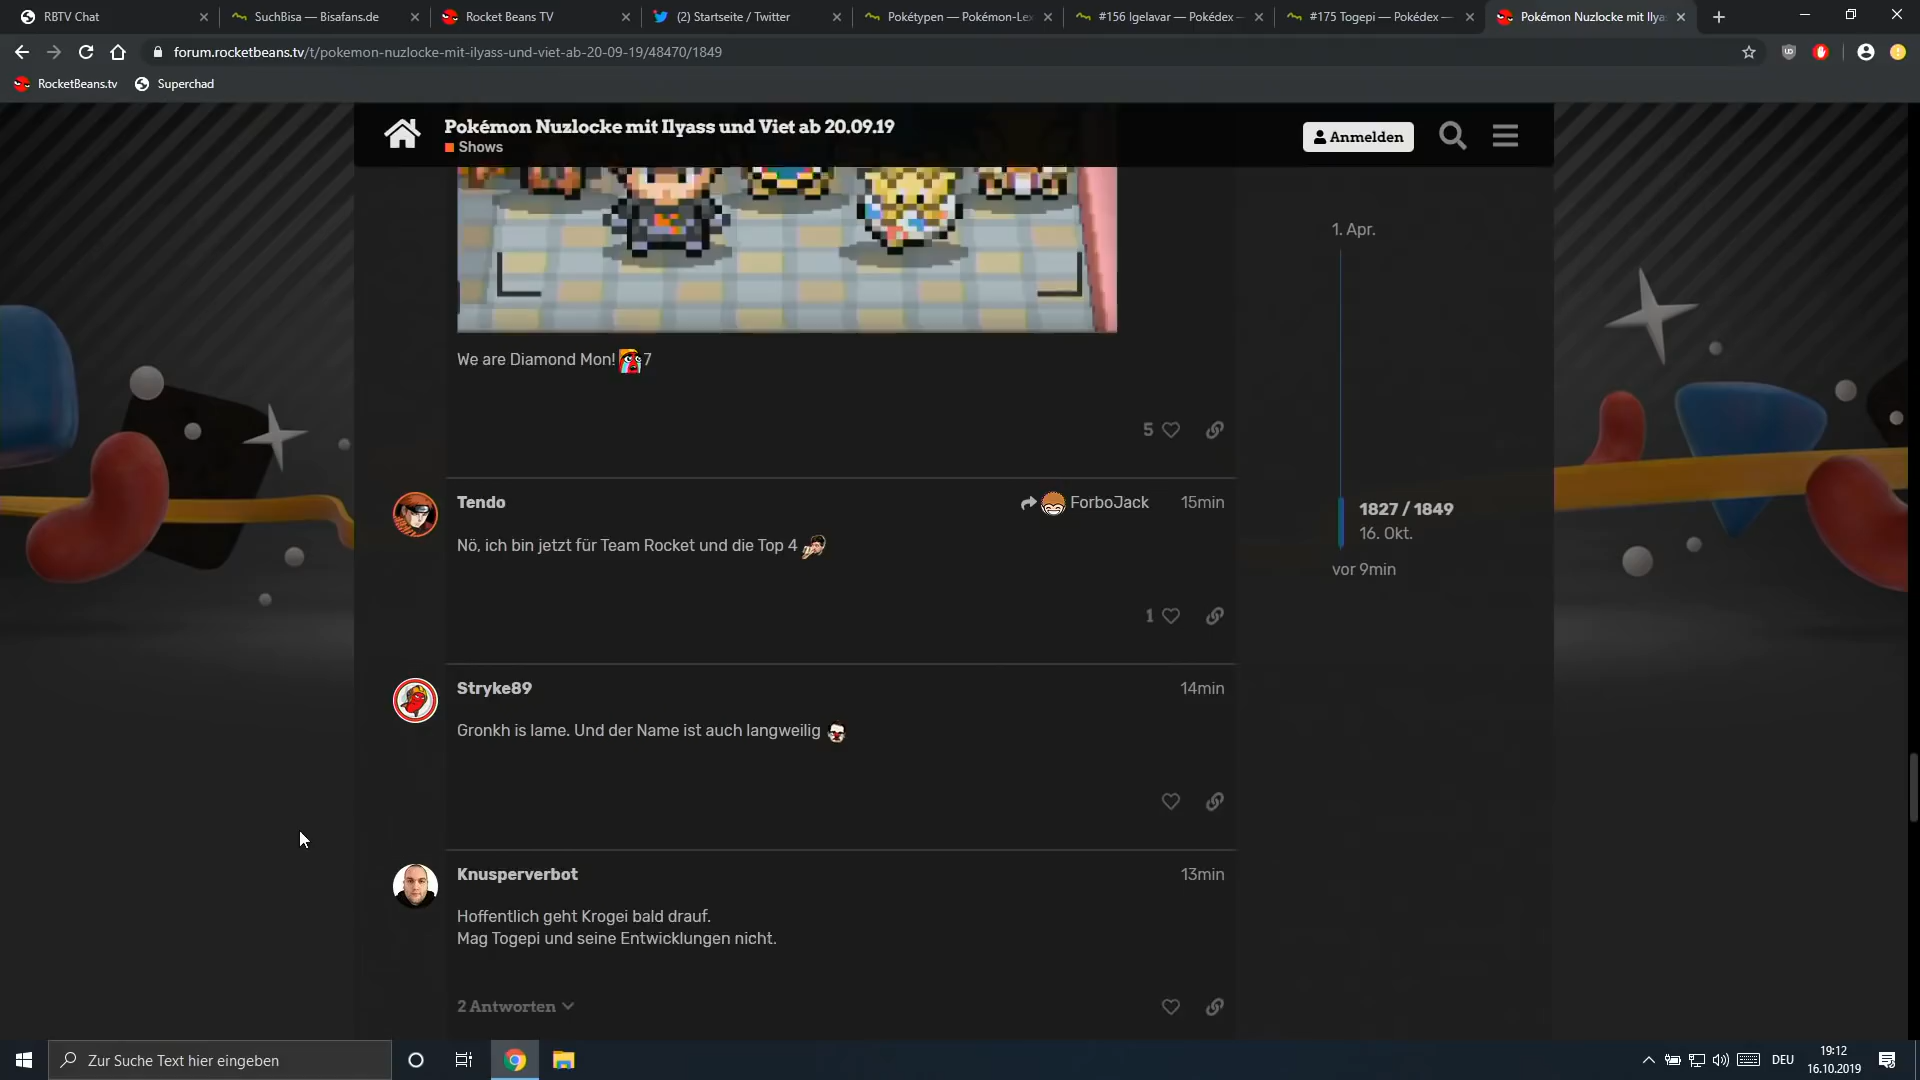 RBTV Chat
SuchBisa — Bisafans.de
Rocket Beans TV
(2) Startseite / Twitter
Pokétypen — Pokémon-Lex
#156 Igelavar — Pokédex —
#175 Togepi — Pokédex —
Pokémon Nuzlocke mit Ilya
forum.rocketbeans.tv/t/pokemon-nuzlocke-mit-ilyass-und-viet-ab-20-09-19/48470/1849
RocketBeans.tv
Superchad
Pokémon Nuzlocke mit Ilyass und Viet ab 20.09.19
Shows
Anmelden
1. Apr.
We are Diamond Mon! 7
5
Tendo
ForboJack
15min
1827 / 1849
16. Okt.
Nö, ich bin jetzt für Team Rocket und die Top 4
vor 9min
1
Stryke89
14min
Gronkh is lame. Und der Name ist auch langweilig
Knusperverbot
13min
Hoffentlich geht Krogei bald drauf.
Mag Togepi und seine Entwicklungen nicht.
2 Antworten
Zur Suche Text hier eingeben
DEU
19:12
16.10.2019